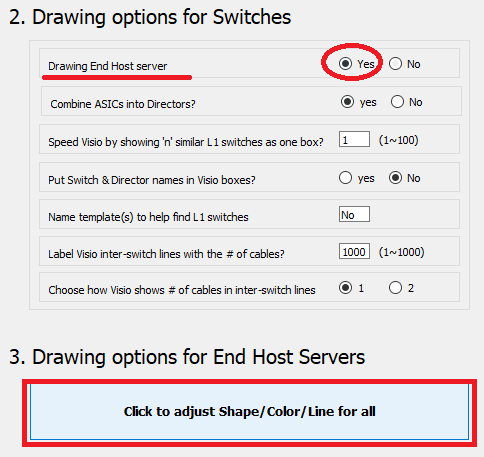 2. Drawing options for Switches
Drawing End Host server Yes No
Combine ASICs into Directors? yes No
Speed Visio by showing 'n' similar L1 switches as one box? 1 (1~100)
Put Switch & Director names in Visio boxes? yes No
Name template(s) to help find L1 switches No
Label Visio inter-switch lines with the # of cables? 1000 (1~1000)
Choose how Visio shows # of cables in inter-switch lines 1 2
3. Drawing options for End Host Servers
Click to adjust Shape/Color/Line for all